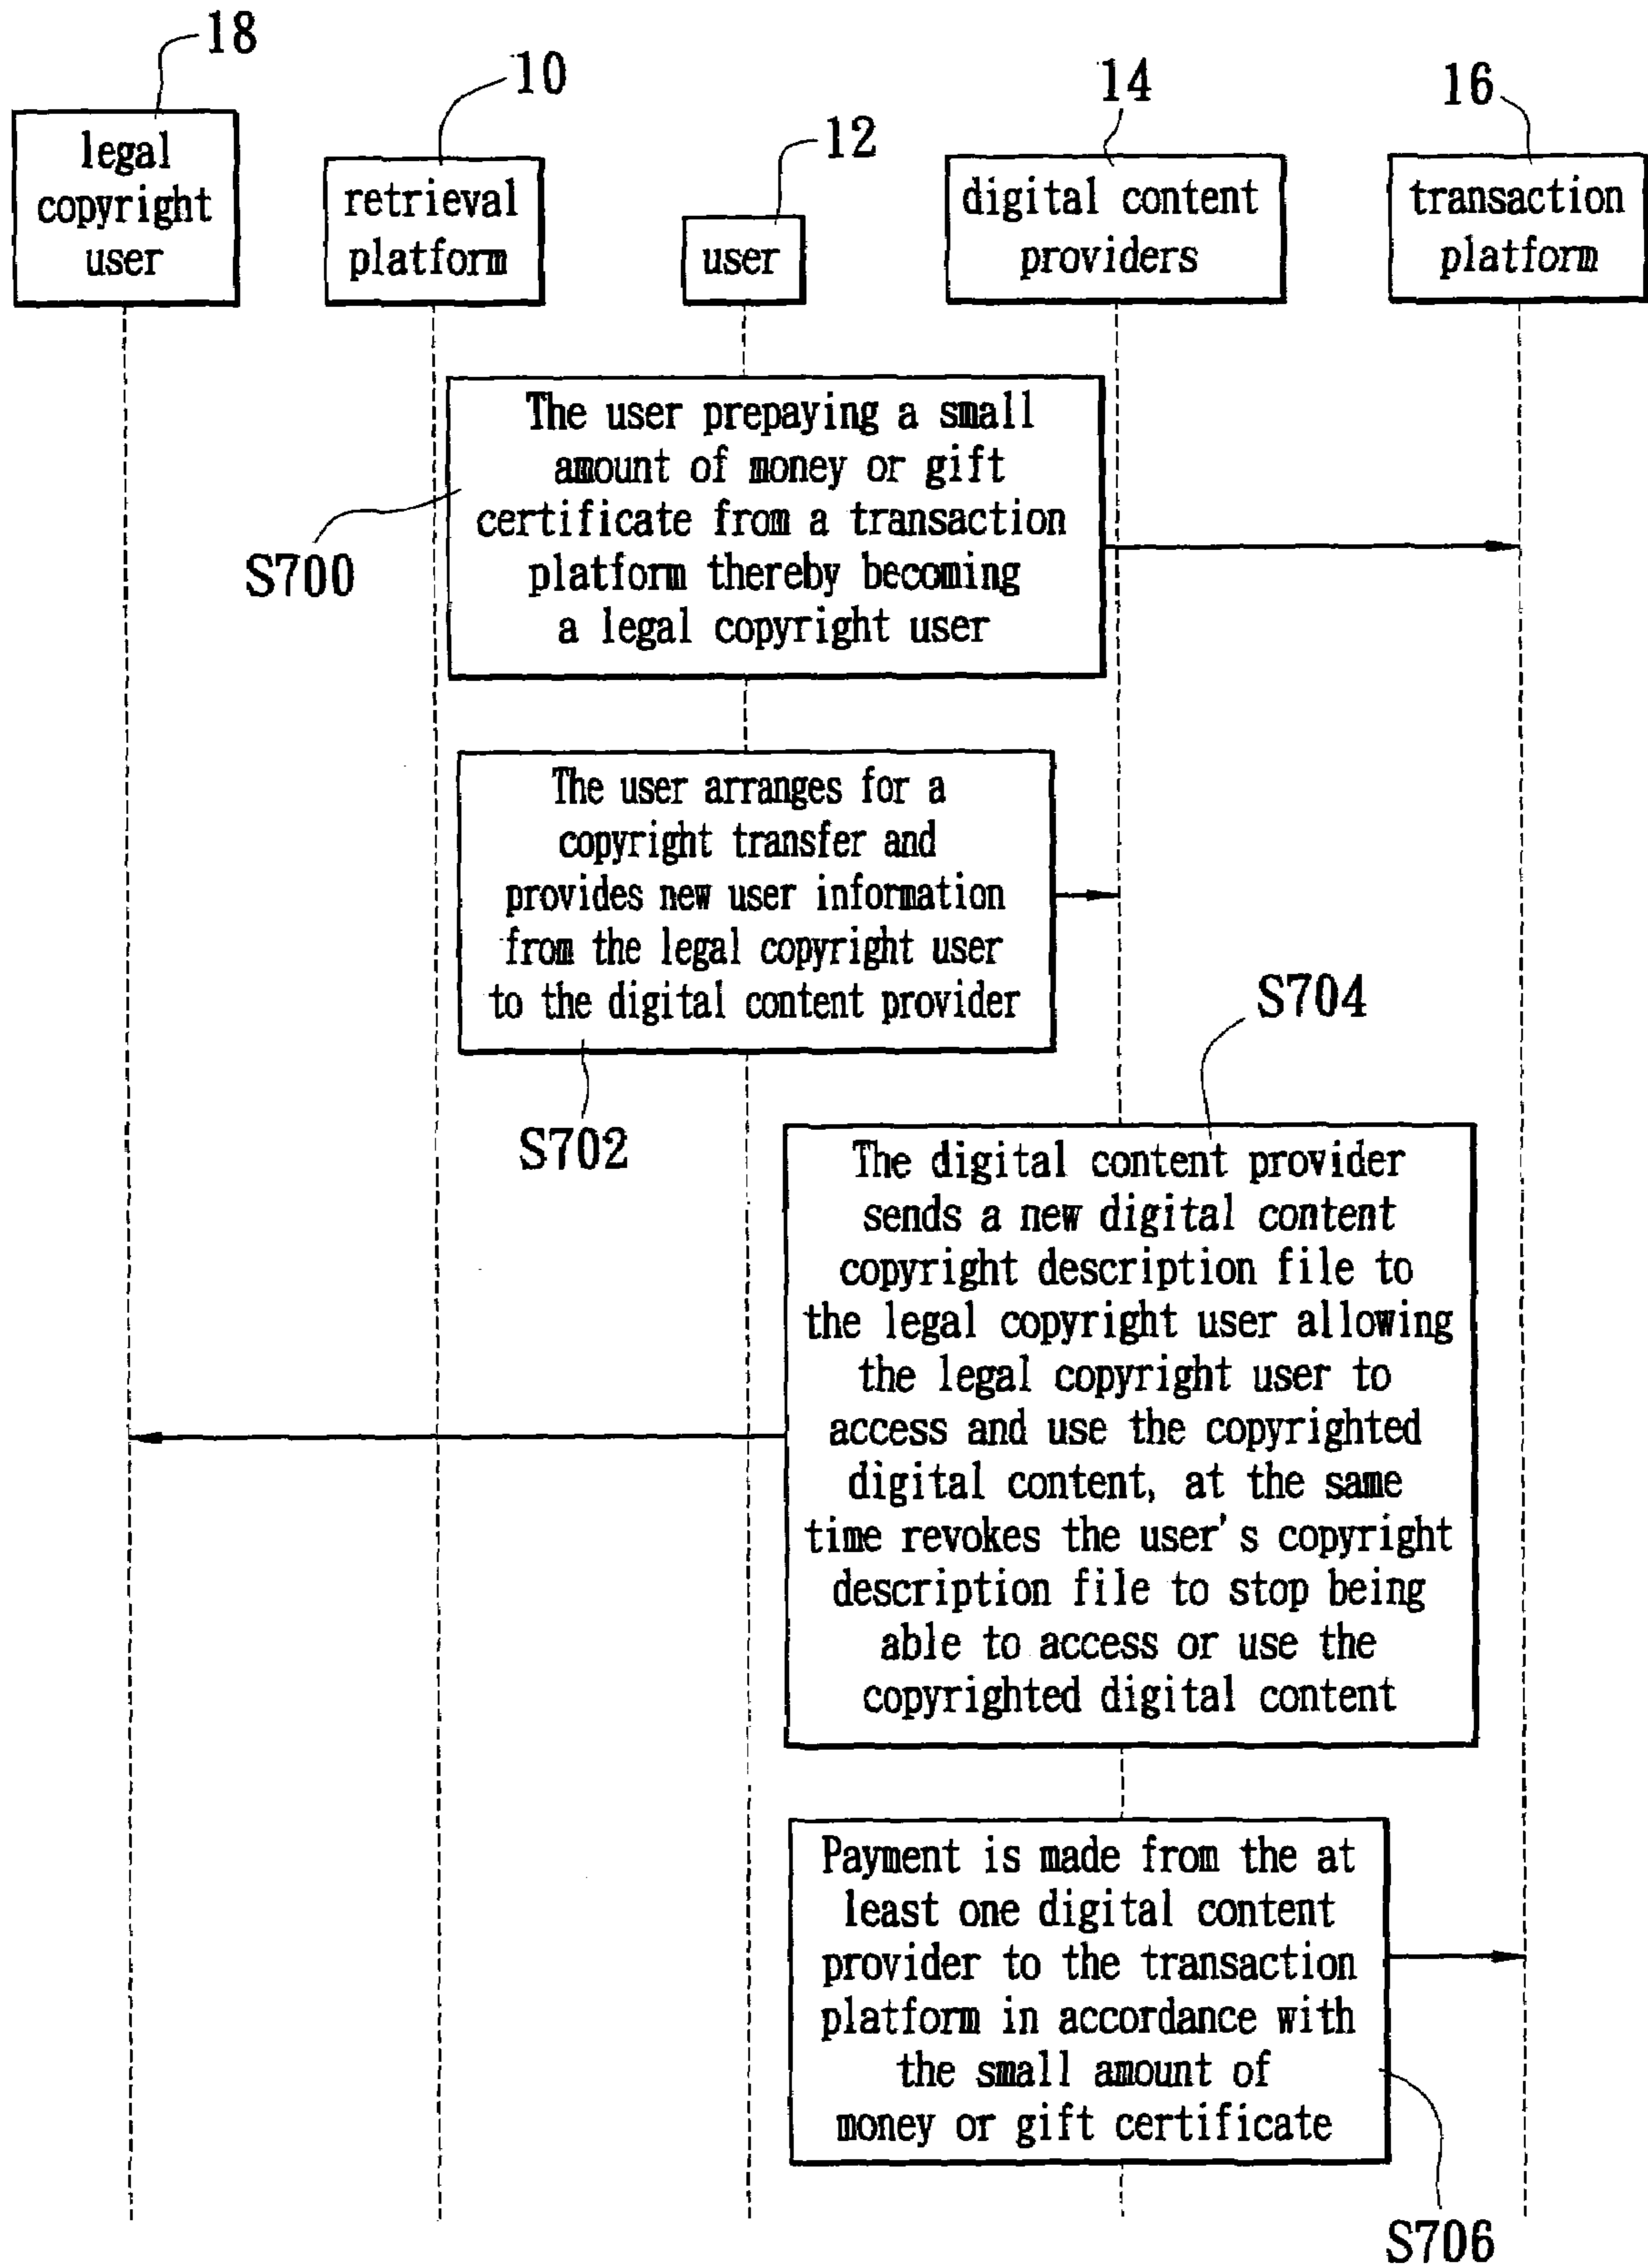 18
10
14
16
12
legal
copyright
user
retrieval
platform
user
digital content
providers
transaction
platform
The user prepaying a small
amount of money or gift
certificate from a transaction
platform thereby becoming
a legal copyright user
S700
The user arranges for a
copyright transfer and
provides new user information
from the legal copyright user
to the digital content provider
S702
S704
The digital content provider
sends a new digital content
copyright description file to
the legal copyright user allowing
the legal copyright user to
access and use the copyrighted
digital content, at the same
time revokes the user's copyright
description file to stop being
able to access or use the
copyrighted digital content
Payment is made from the at
least one digital content
provider to the transaction
platform in accordance with
the small amount of
money or gift certificate
S706